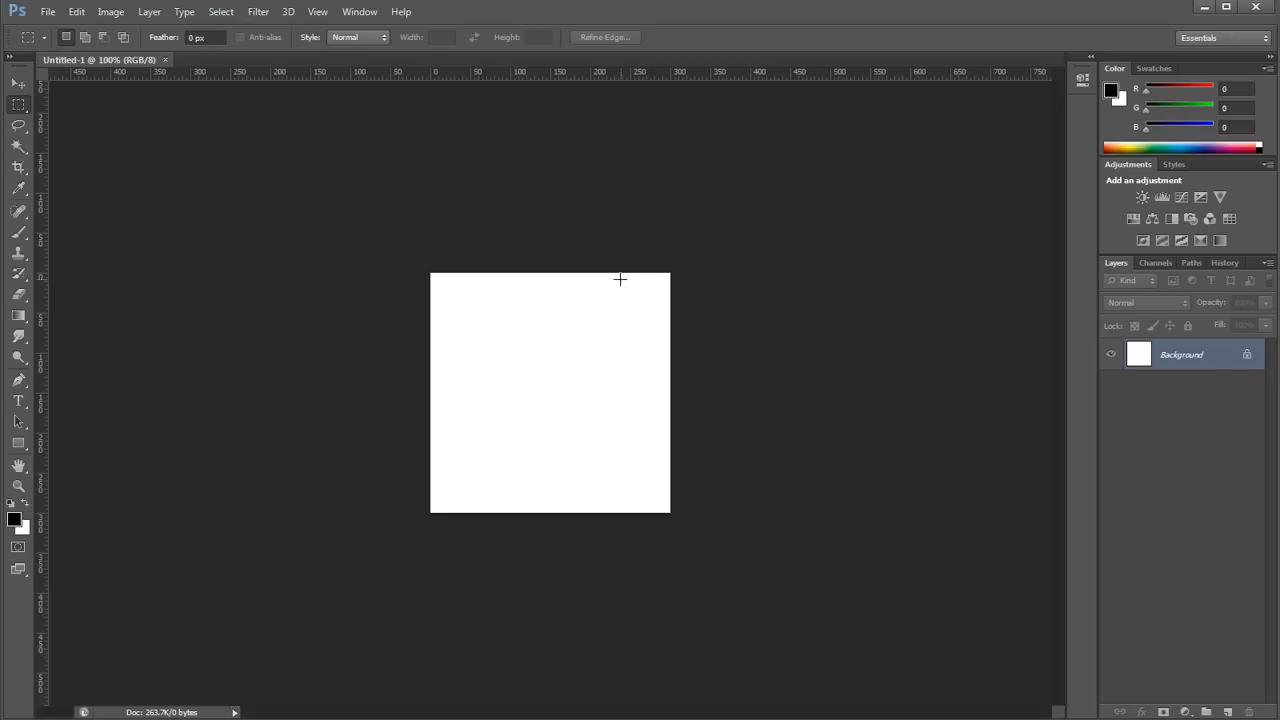 Ps File Edit Image Layer Type Select Filter 3D View Window Help
Feather: 0 px Anti-alias Style: Normal Width: Height: Refine Edge... Essentials
Untitled-1 @ 100% (RGB/8) ×
450 400 350 300 250 200 150 100 50 0 50 100 150 200 250 300 350 400 450 500 550 600 650 700 750
Color Swatches
R 0
G 0
B 0
Adjustments Styles
Add an adjustment
Layers Channels Paths History
Kind
Normal Opacity: 100%
Lock: Fill: 100%
Background
Doc: 263.7K/0 bytes